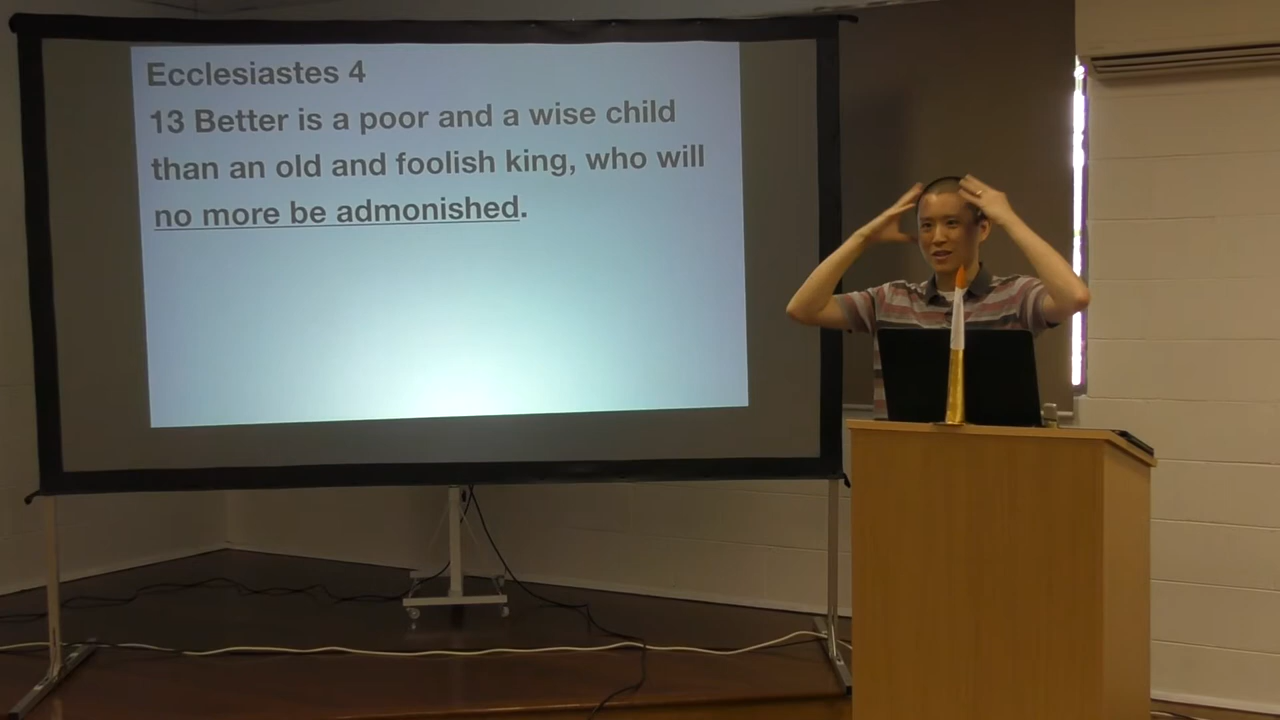 Ecclesiastes 4
13 Better is a poor and a wise child
than an old and foolish king, who will
no more be admonished.